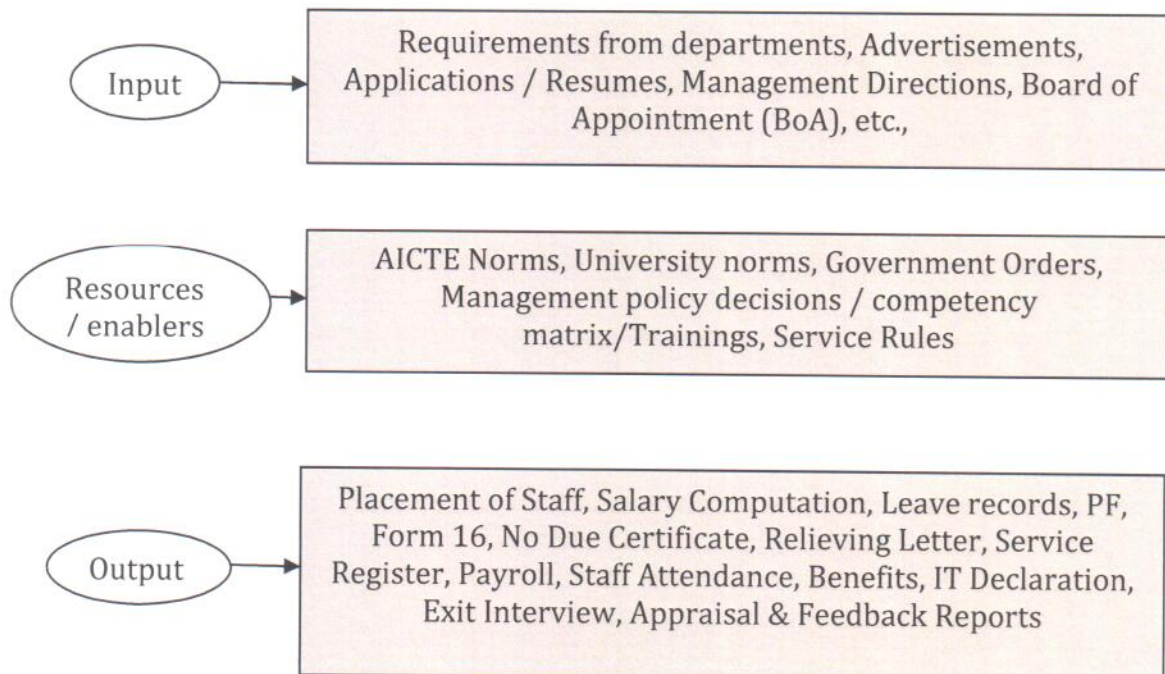 Input
Requirements from departments, Advertisements,
Applications / Resumes, Management Directions, Board of
Appointment (BoA), etc.,
Resources
/ enablers
AICTE Norms, University norms, Government Orders,
Management policy decisions / competency
matrix/Trainings, Service Rules
Output
Placement of Staff, Salary Computation, Leave records, PF,
Form 16, No Due Certificate, Relieving Letter, Service
Register, Payroll, Staff Attendance, Benefits, IT Declaration,
Exit Interview, Appraisal & Feedback Reports